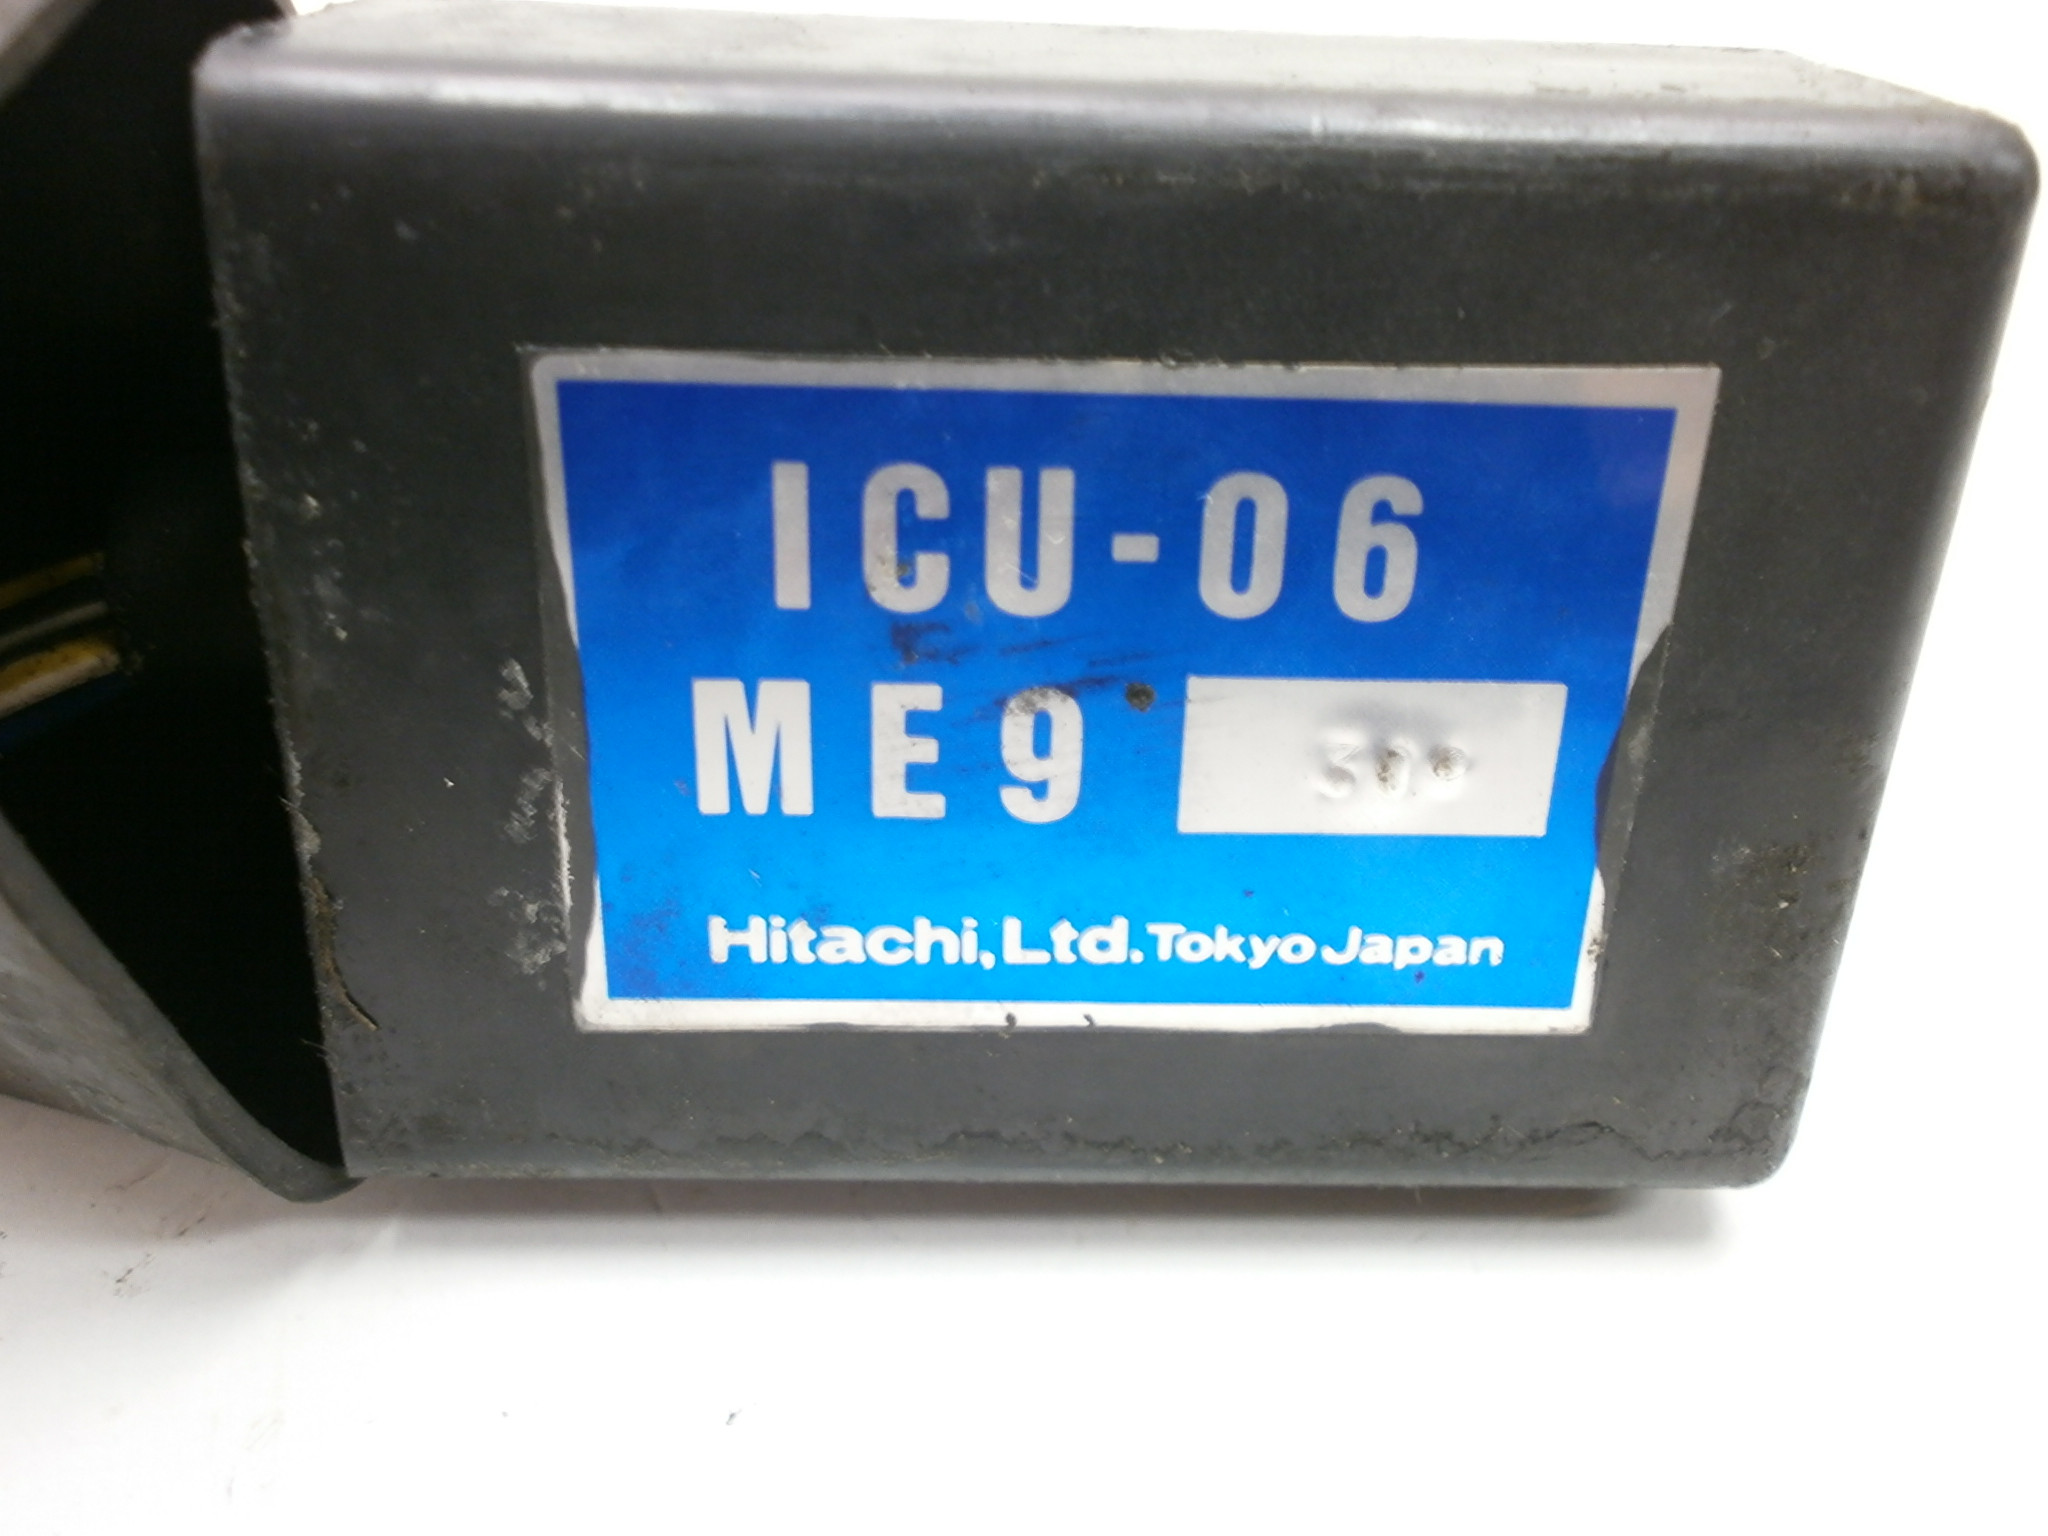 ICU-06
ME9
Hitachi, Ltd. Tokyo Japan